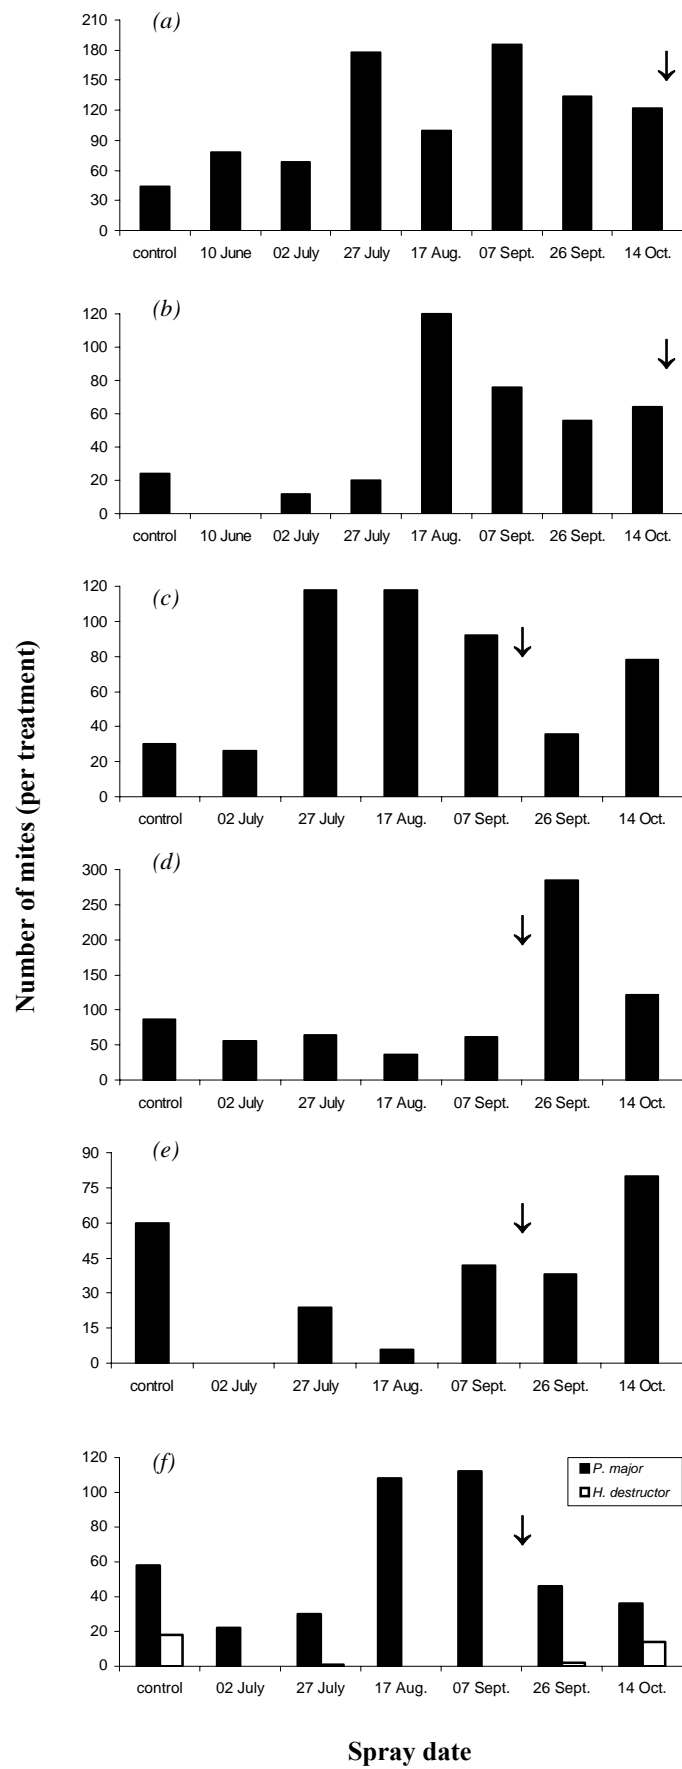 Number of mites (per treatment)
(a)
210
180
150
120
90
60
30
0
control 10 June 02 July 27 July 17 Aug. 07 Sept. 26 Sept. 14 Oct.
(b)
120
100
80
60
40
20
0
control 10 June 02 July 27 July 17 Aug. 07 Sept. 26 Sept. 14 Oct.
(c)
120
100
80
60
40
20
0
control 02 July 27 July 17 Aug. 07 Sept. 26 Sept. 14 Oct.
(d)
300
250
200
150
100
50
0
control 02 July 27 July 17 Aug. 07 Sept. 26 Sept. 14 Oct.
(e)
90
75
60
45
30
15
0
control 02 July 27 July 17 Aug. 07 Sept. 26 Sept. 14 Oct.
(f)
P. major
H. destructor
120
100
80
60
40
20
0
control 02 July 27 July 17 Aug. 07 Sept. 26 Sept. 14 Oct.
Spray date